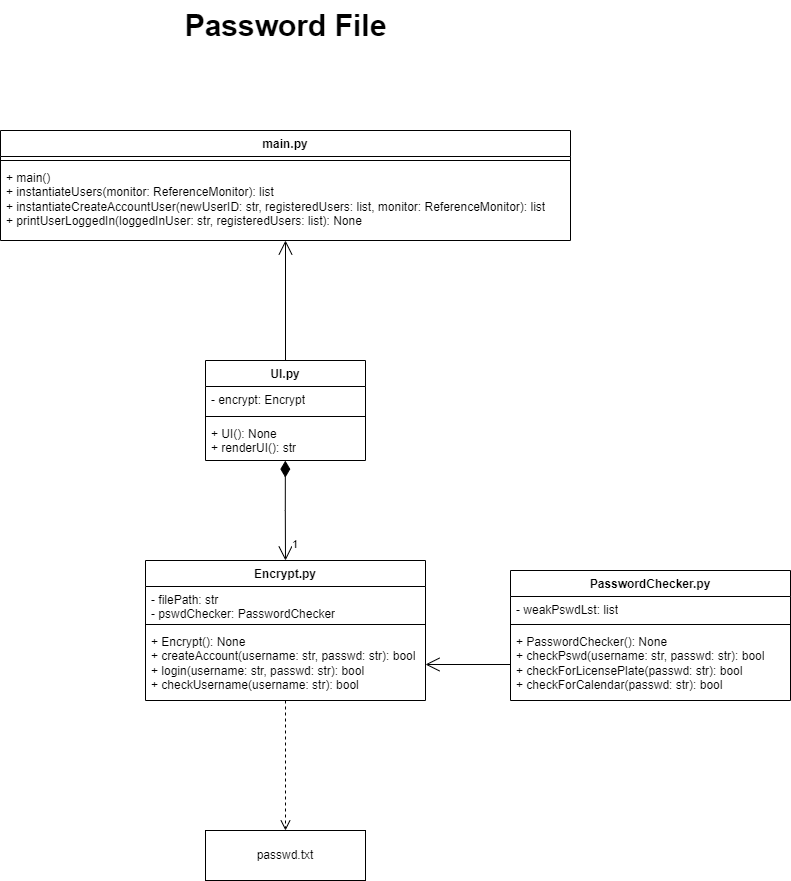 Password File
main.py
+ main()
+ instantiateUsers(monitor: ReferenceMonitor): list
+ instantiateCreateAccountUser(newUserID: str, registeredUsers: list, monitor: ReferenceMonitor): list
+ printUserLoggedIn(loggedInUser: str, registeredUsers: list): None
UI.py
- encrypt: Encrypt
+ UI(): None
+ renderUI(): str
1
Encrypt.py
- filePath: str
- pswdChecker: PasswordChecker
+ Encrypt(): None
+ createAccount(username: str, passwd: str): bool
+ login(username: str, passwd: str): bool
+ checkUsername(username: str): bool
PasswordChecker.py
- weakPswdLst: list
+ PasswordChecker(): None
+ checkPswd(username: str, passwd: str): bool
+ checkForLicensePlate(passwd: str): bool
+ checkForCalendar(passwd: str): bool
passwd.txt